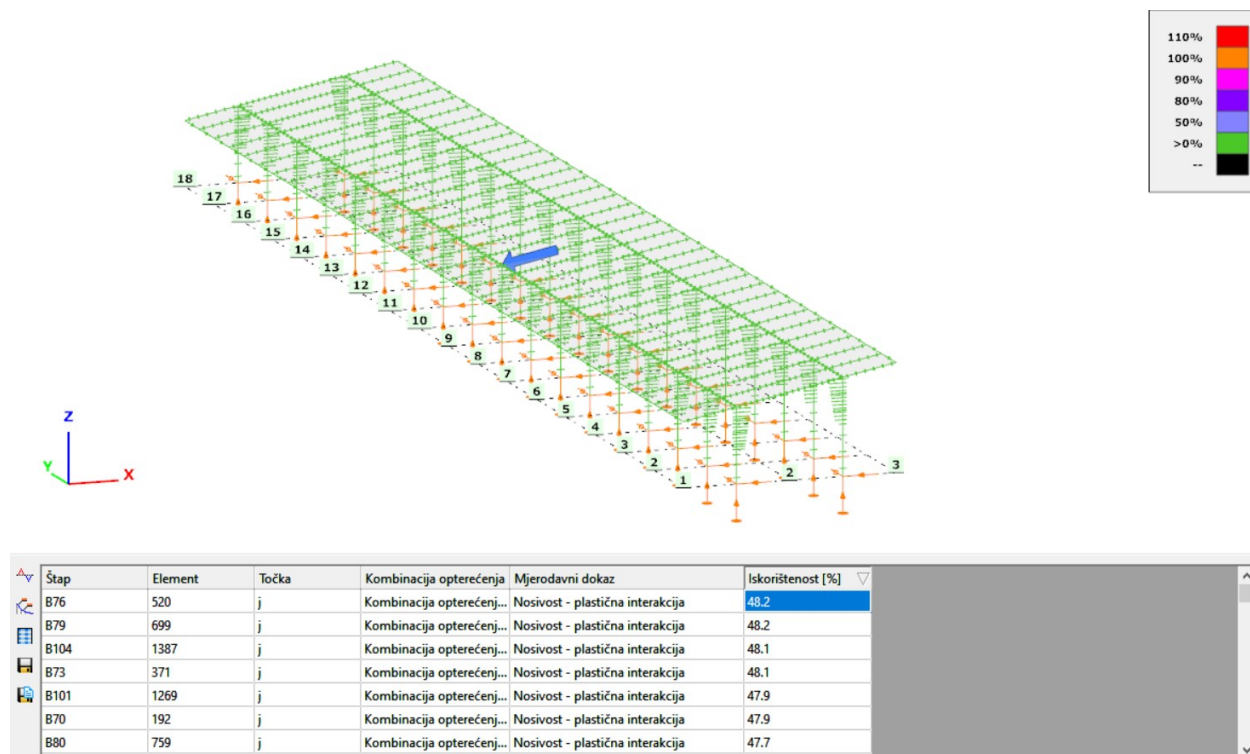 110%
100%
90%
80%
50%
>0%
--
18
17
16
15
14
13
12
11
10
9
8
7
6
5
4
3
2
1
2
3
Z
Y
X
Štap Element Točka Kombinacija opterećenja Mjerodavni dokaz Iskorištenost [%]
B76 520 j Kombinacija opterećenj... Nosivost - plastična interakcija 48.2
B79 699 j Kombinacija opterećenj... Nosivost - plastična interakcija 48.2
B104 1387 j Kombinacija opterećenj... Nosivost - plastična interakcija 48.1
B73 371 j Kombinacija opterećenj... Nosivost - plastična interakcija 48.1
B101 1269 j Kombinacija opterećenj... Nosivost - plastična interakcija 47.9
B70 192 j Kombinacija opterećenj... Nosivost - plastična interakcija 47.9
B80 759 j Kombinacija opterećenj... Nosivost - plastična interakcija 47.7